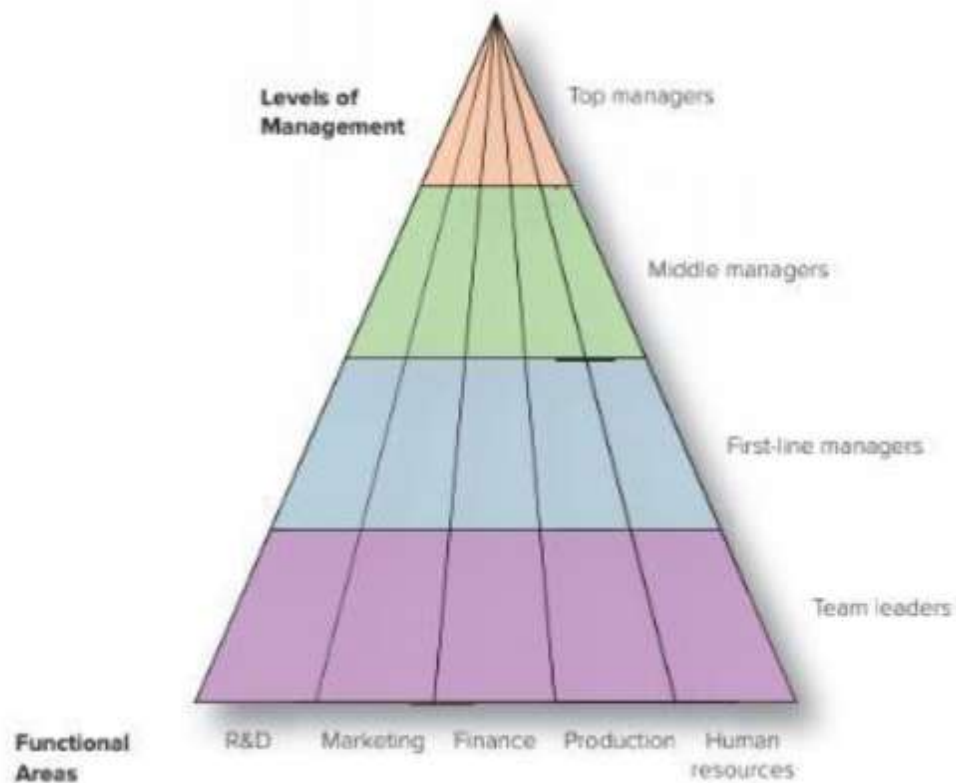 Levels of
Management
Top managers
Middle managers
First-line managers
Team leaders
Functional
Areas
R&D
Marketing
Finance
Production
Human
resources